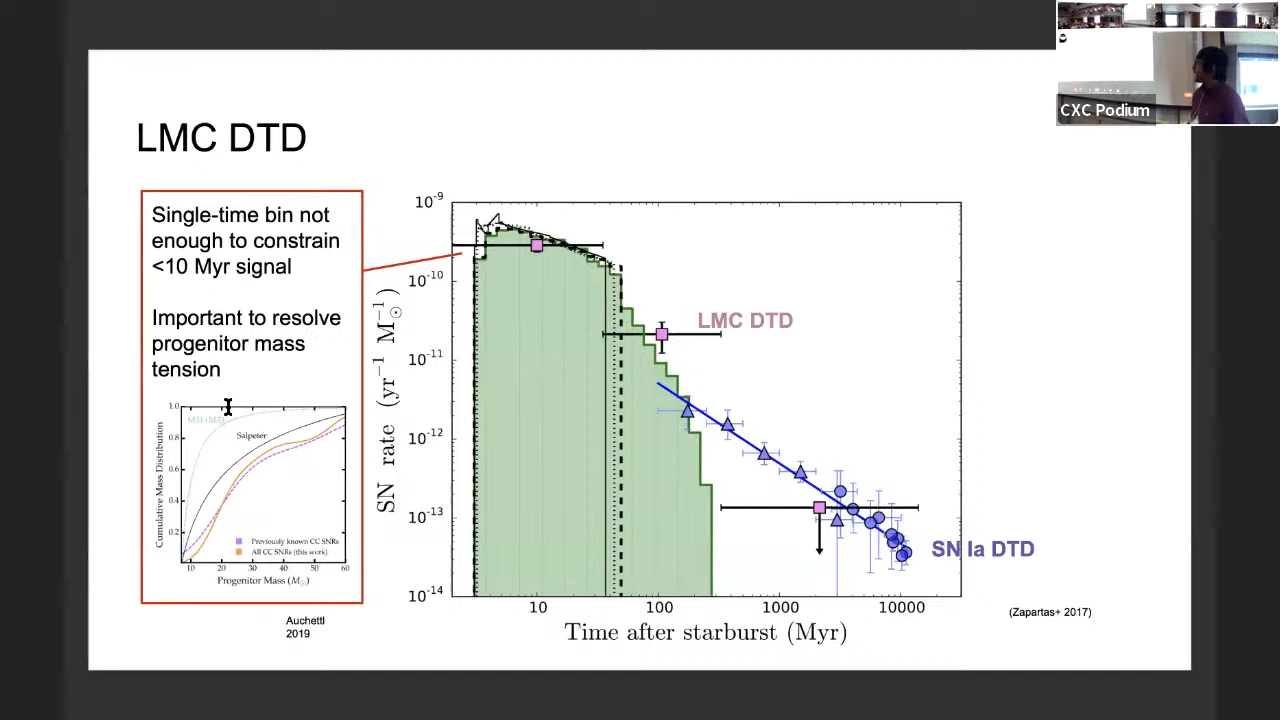 CXC Podium
LMC DTD
Single-time bin not
enough to constrain
<10 Myr signal
Important to resolve
progenitor mass
tension
1.0
0.8
0.6
0.4
0.2
10 20 30 40 50 60
Cumulative Mass Distribution
Progenitor Mass (M⊙)
M31+M33
Salpeter
Previously known CC SNRs
All CC SNRs (this work)
Auchettl
2019
10⁻⁹
10⁻¹⁰
10⁻¹¹
10⁻¹²
10⁻¹³
10⁻¹⁴
SN rate (yr⁻¹ M⊙⁻¹)
LMC DTD
SN Ia DTD
10 100 1000 10000
Time after starburst (Myr)
(Zapartas+ 2017)